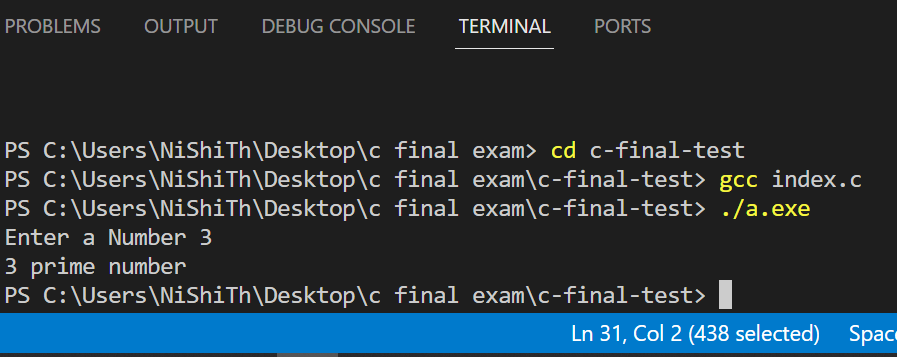 PROBLEMS OUTPUT DEBUG CONSOLE TERMINAL PORTS
PS C:\Users\NiShiTh\Desktop\c final exam> cd c-final-test
PS C:\Users\NiShiTh\Desktop\c final exam\c-final-test> gcc index.c
PS C:\Users\NiShiTh\Desktop\c final exam\c-final-test> ./a.exe
Enter a Number 3
3 prime number
PS C:\Users\NiShiTh\Desktop\c final exam\c-final-test>
Ln 31, Col 2 (438 selected) Spac